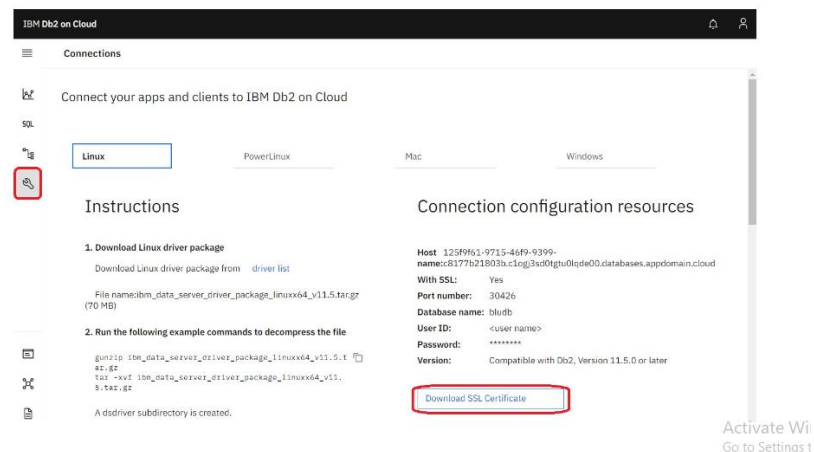 IBM Db2 on Cloud
Connections
Connect your apps and clients to IBM Db2 on Cloud
SQL
Linux
PowerLinux
Mac
Windows
Instructions
1. Download Linux driver package
Download Linux driver package from driver list
File name:ibm_data_server_driver_package_linuxx64_v11.5.tar.gz
(70 MB)
2. Run the following example commands to decompress the file
gunzip ibm_data_server_driver_package_linuxx64_v11.5.t
ar.gz
tar -xvf ibm_data_server_driver_package_linuxx64_v11.
5.tar.gz
A dsdriver subdirectory is created.
Connection configuration resources
Host 125f9f61-9715-46f9-9399-
name:c8177b21803b.c1ogj3sd0tgtu0lqde00.databases.appdomain.cloud
With SSL: Yes
Port number: 30426
Database name: bludb
User ID: <user name>
Password: ********
Version: Compatible with Db2, Version 11.5.0 or later
Download SSL Certificate
Activate Wi
Go to Settings t